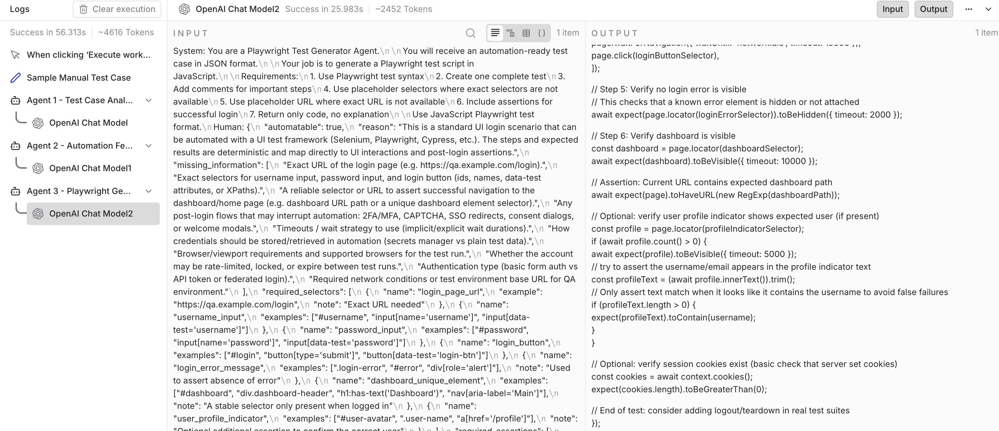 Logs
Clear execution
Success in 56.313s
~4616 Tokens
When clicking ‘Execute work...
Sample Manual Test Case
Agent 1 - Test Case Anal...
OpenAI Chat Model
Agent 2 - Automation Fe...
OpenAI Chat Model1
Agent 3 - Playwright Ge...
OpenAI Chat Model2
OpenAI Chat Model2
Success in 25.983s
~2452 Tokens
Input
Output
INPUT
1 item
System: You are a Playwright Test Generator Agent.\n\nYou will receive an automation-ready test
case in JSON format.\n\nYour job is to generate a Playwright test script in
JavaScript.\n\nRequirements:\n1. Use Playwright test syntax\n2. Create one complete test\n3.
Add comments for important steps\n4. Use placeholder selectors where exact selectors are not
available\n5. Use placeholder URL where exact URL is not available\n6. Include assertions for
successful login\n7. Return only code, no explanation\n\nUse JavaScript Playwright test
format.\nHuman: {\n "automatable": true,\n "reason": "This is a standard UI login scenario that can
be automated with a UI test framework (Selenium, Playwright, Cypress, etc.). The steps and expected
results are deterministic and map directly to UI interactions and post-login assertions.",\n
"missing_information": [\n "Exact URL of the login page (e.g. https://qa.example.com/login).",\n
"Exact selectors for username input, password input, and login button (ids, names, data-test
attributes, or XPaths).",\n "A reliable selector or URL to assert successful navigation to the
dashboard/home page (e.g. dashboard URL path or a unique dashboard element selector).",\n "Any
post-login flows that may interrupt automation: 2FA/MFA, CAPTCHA, SSO redirects, consent dialogs,
or welcome modals.",\n "Timeouts / wait strategy to use (implicit/explicit wait durations).",\n "How
credentials should be stored/retrieved in automation (secrets manager vs plain test data).",\n
"Browser/viewport requirements and supported browsers for the test run.",\n "Whether the account
may be rate-limited, locked, or expire between test runs.",\n "Authentication type (basic form auth vs
API token or federated login).",\n "Required network conditions or test environment base URL for QA
environment."\n ],\n "required_selectors": [\n {\n "name": "login_page_url",\n "example":
"https://qa.example.com/login",\n "note": "Exact URL needed"\n },\n {\n "name":
"username_input",\n "examples": ["#username", "input[name='username']", "input[data-
test='username']"]\n },\n {\n "name": "password_input",\n "examples": ["#password",
"input[name='password']", "input[data-test='password']"]\n },\n {\n "name": "login_button",\n
"examples": ["#login", "button[type='submit']", "button[data-test='login-btn']"]\n },\n {\n "name":
"login_error_message",\n "examples": [".login-error", "#error", "div[role='alert']"],\n "note": "Used
to assert absence of error"\n },\n {\n "name": "dashboard_unique_element",\n "examples":
["#dashboard", "div.dashboard-header", "h1:has-text('Dashboard')", "nav[aria-label='Main']"],\n
"note": "A stable selector only present when logged in"\n },\n {\n "name":
"user_profile_indicator",\n "examples": ["#user-avatar", ".user-name", "a[href='/profile']"],\n "note":
"Optional additional assertion to confirm the correct user"\n }\n ],\n "required_assertions": [\n
OUTPUT
1 item
page.click(loginButtonSelector),
]);
// Step 5: Verify no login error is visible
// This checks that a known error element is hidden or not attached
await expect(page.locator(loginErrorSelector)).toBeHidden({ timeout: 2000 });
// Step 6: Verify dashboard is visible
const dashboard = page.locator(dashboardSelector);
await expect(dashboard).toBeVisible({ timeout: 10000 });
// Assertion: Current URL contains expected dashboard path
await expect(page).toHaveURL(new RegExp(dashboardPath));
// Optional: verify user profile indicator shows expected user (if present)
const profile = page.locator(profileIndicatorSelector);
if (await profile.count() > 0) {
await expect(profile).toBeVisible({ timeout: 5000 });
// try to assert the username/email appears in the profile indicator text
const profileText = (await profile.innerText()).trim();
// Only assert text match when it looks like it contains the username to avoid false failures
if (profileText.length > 0) {
expect(profileText).toContain(username);
}
}
// Optional: verify session cookies exist (basic check that server set cookies)
const cookies = await context.cookies();
expect(cookies.length).toBeGreaterThan(0);
// End of test: consider adding logout/teardown in real test suites
});